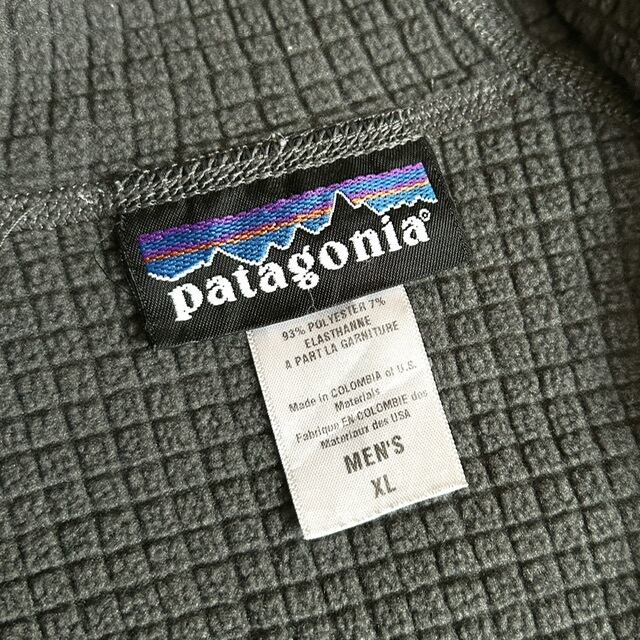 patagonia®
93% POLYESTER 7%
ELASTHANNE
A PART LA GARNITURE
Made in COLOMBIA of U.S.
Materials
Fabriqué EN COLOMBIE des
Materiaux des USA
MEN'S
XL